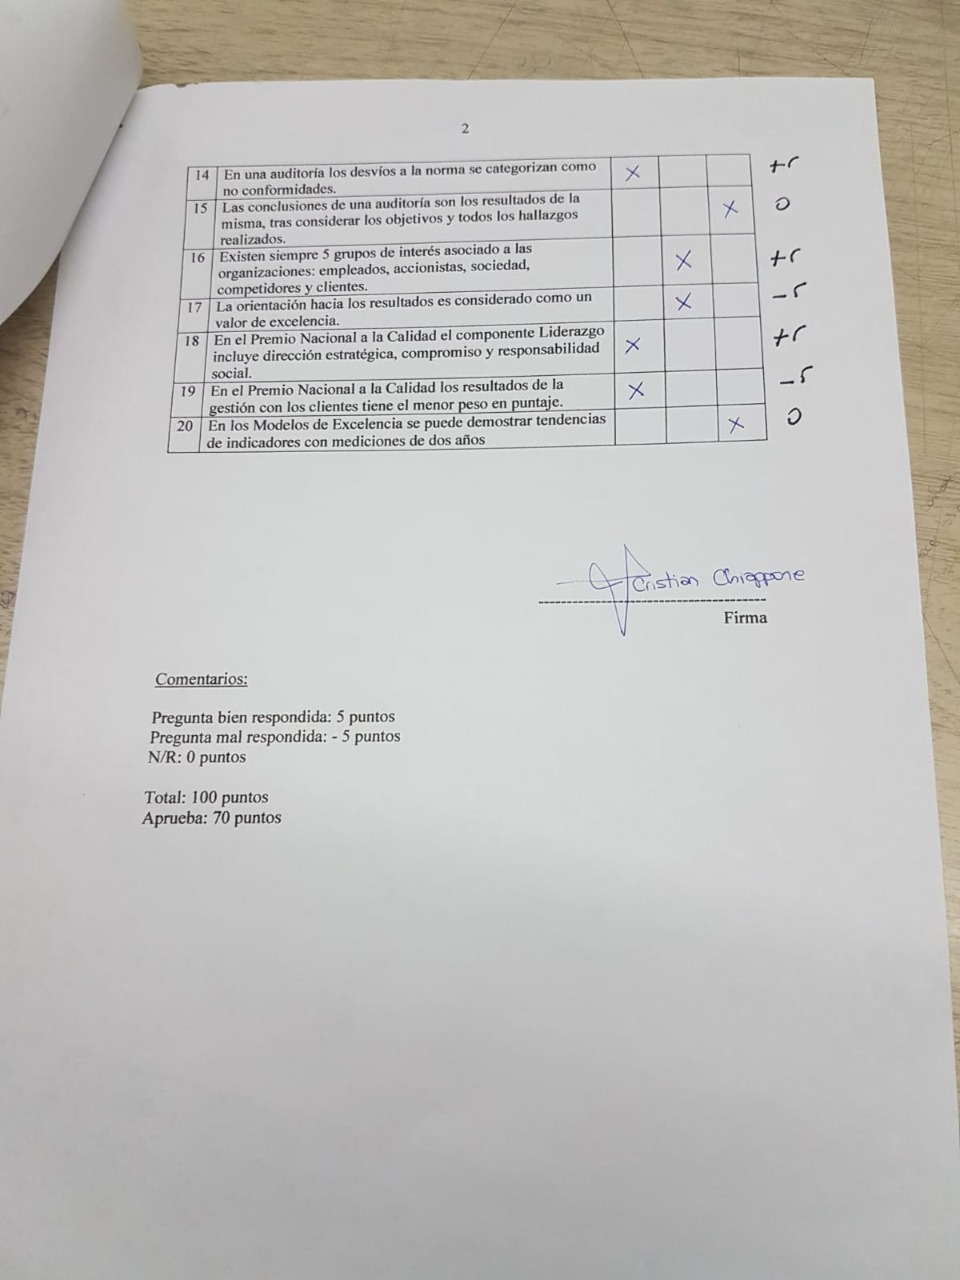 2
14 En una auditoría los desvíos a la norma se categorizan como X +5
no conformidades.
15 Las conclusiones de una auditoría son los resultados de la X 0
misma, tras considerar los objetivos y todos los hallazgos
realizados.
16 Existen siempre 5 grupos de interés asociado a las X +5
organizaciones: empleados, accionistas, sociedad,
competidores y clientes.
17 La orientación hacia los resultados es considerado como un X -5
valor de excelencia.
18 En el Premio Nacional a la Calidad el componente Liderazgo X +5
incluye dirección estratégica, compromiso y responsabilidad
social.
19 En el Premio Nacional a la Calidad los resultados de la X -5
gestión con los clientes tiene el menor peso en puntaje.
20 En los Modelos de Excelencia se puede demostrar tendencias X 0
de indicadores con mediciones de dos años
Cristian Chiappone
Firma
Comentarios:
Pregunta bien respondida: 5 puntos
Pregunta mal respondida: - 5 puntos
N/R: 0 puntos
Total: 100 puntos
Aprueba: 70 puntos